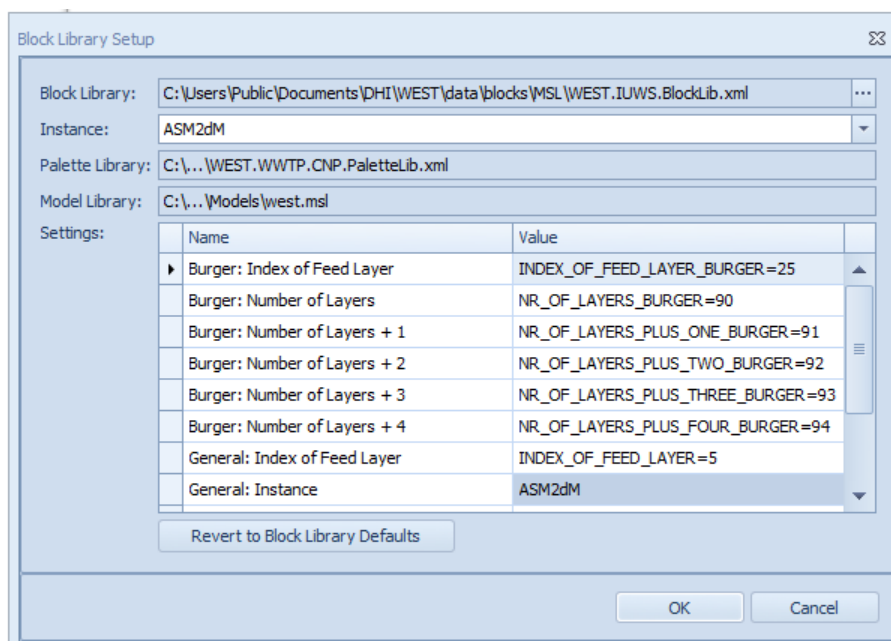 Block Library Setup
Block Library: C:\Users\Public\Documents\DHI\WEST\data\blocks\MSL\WEST.IUWS.BlockLib.xml ...
Instance: ASM2dM
Palette Library: C:\...\WEST.WWTP.CNP.PaletteLib.xml
Model Library: C:\...\Models\west.msl
Settings: Name Value
Burger: Index of Feed Layer INDEX_OF_FEED_LAYER_BURGER=25
Burger: Number of Layers NR_OF_LAYERS_BURGER=90
Burger: Number of Layers + 1 NR_OF_LAYERS_PLUS_ONE_BURGER=91
Burger: Number of Layers + 2 NR_OF_LAYERS_PLUS_TWO_BURGER=92
Burger: Number of Layers + 3 NR_OF_LAYERS_PLUS_THREE_BURGER=93
Burger: Number of Layers + 4 NR_OF_LAYERS_PLUS_FOUR_BURGER=94
General: Index of Feed Layer INDEX_OF_FEED_LAYER=5
General: Instance ASM2dM
Revert to Block Library Defaults
OK Cancel